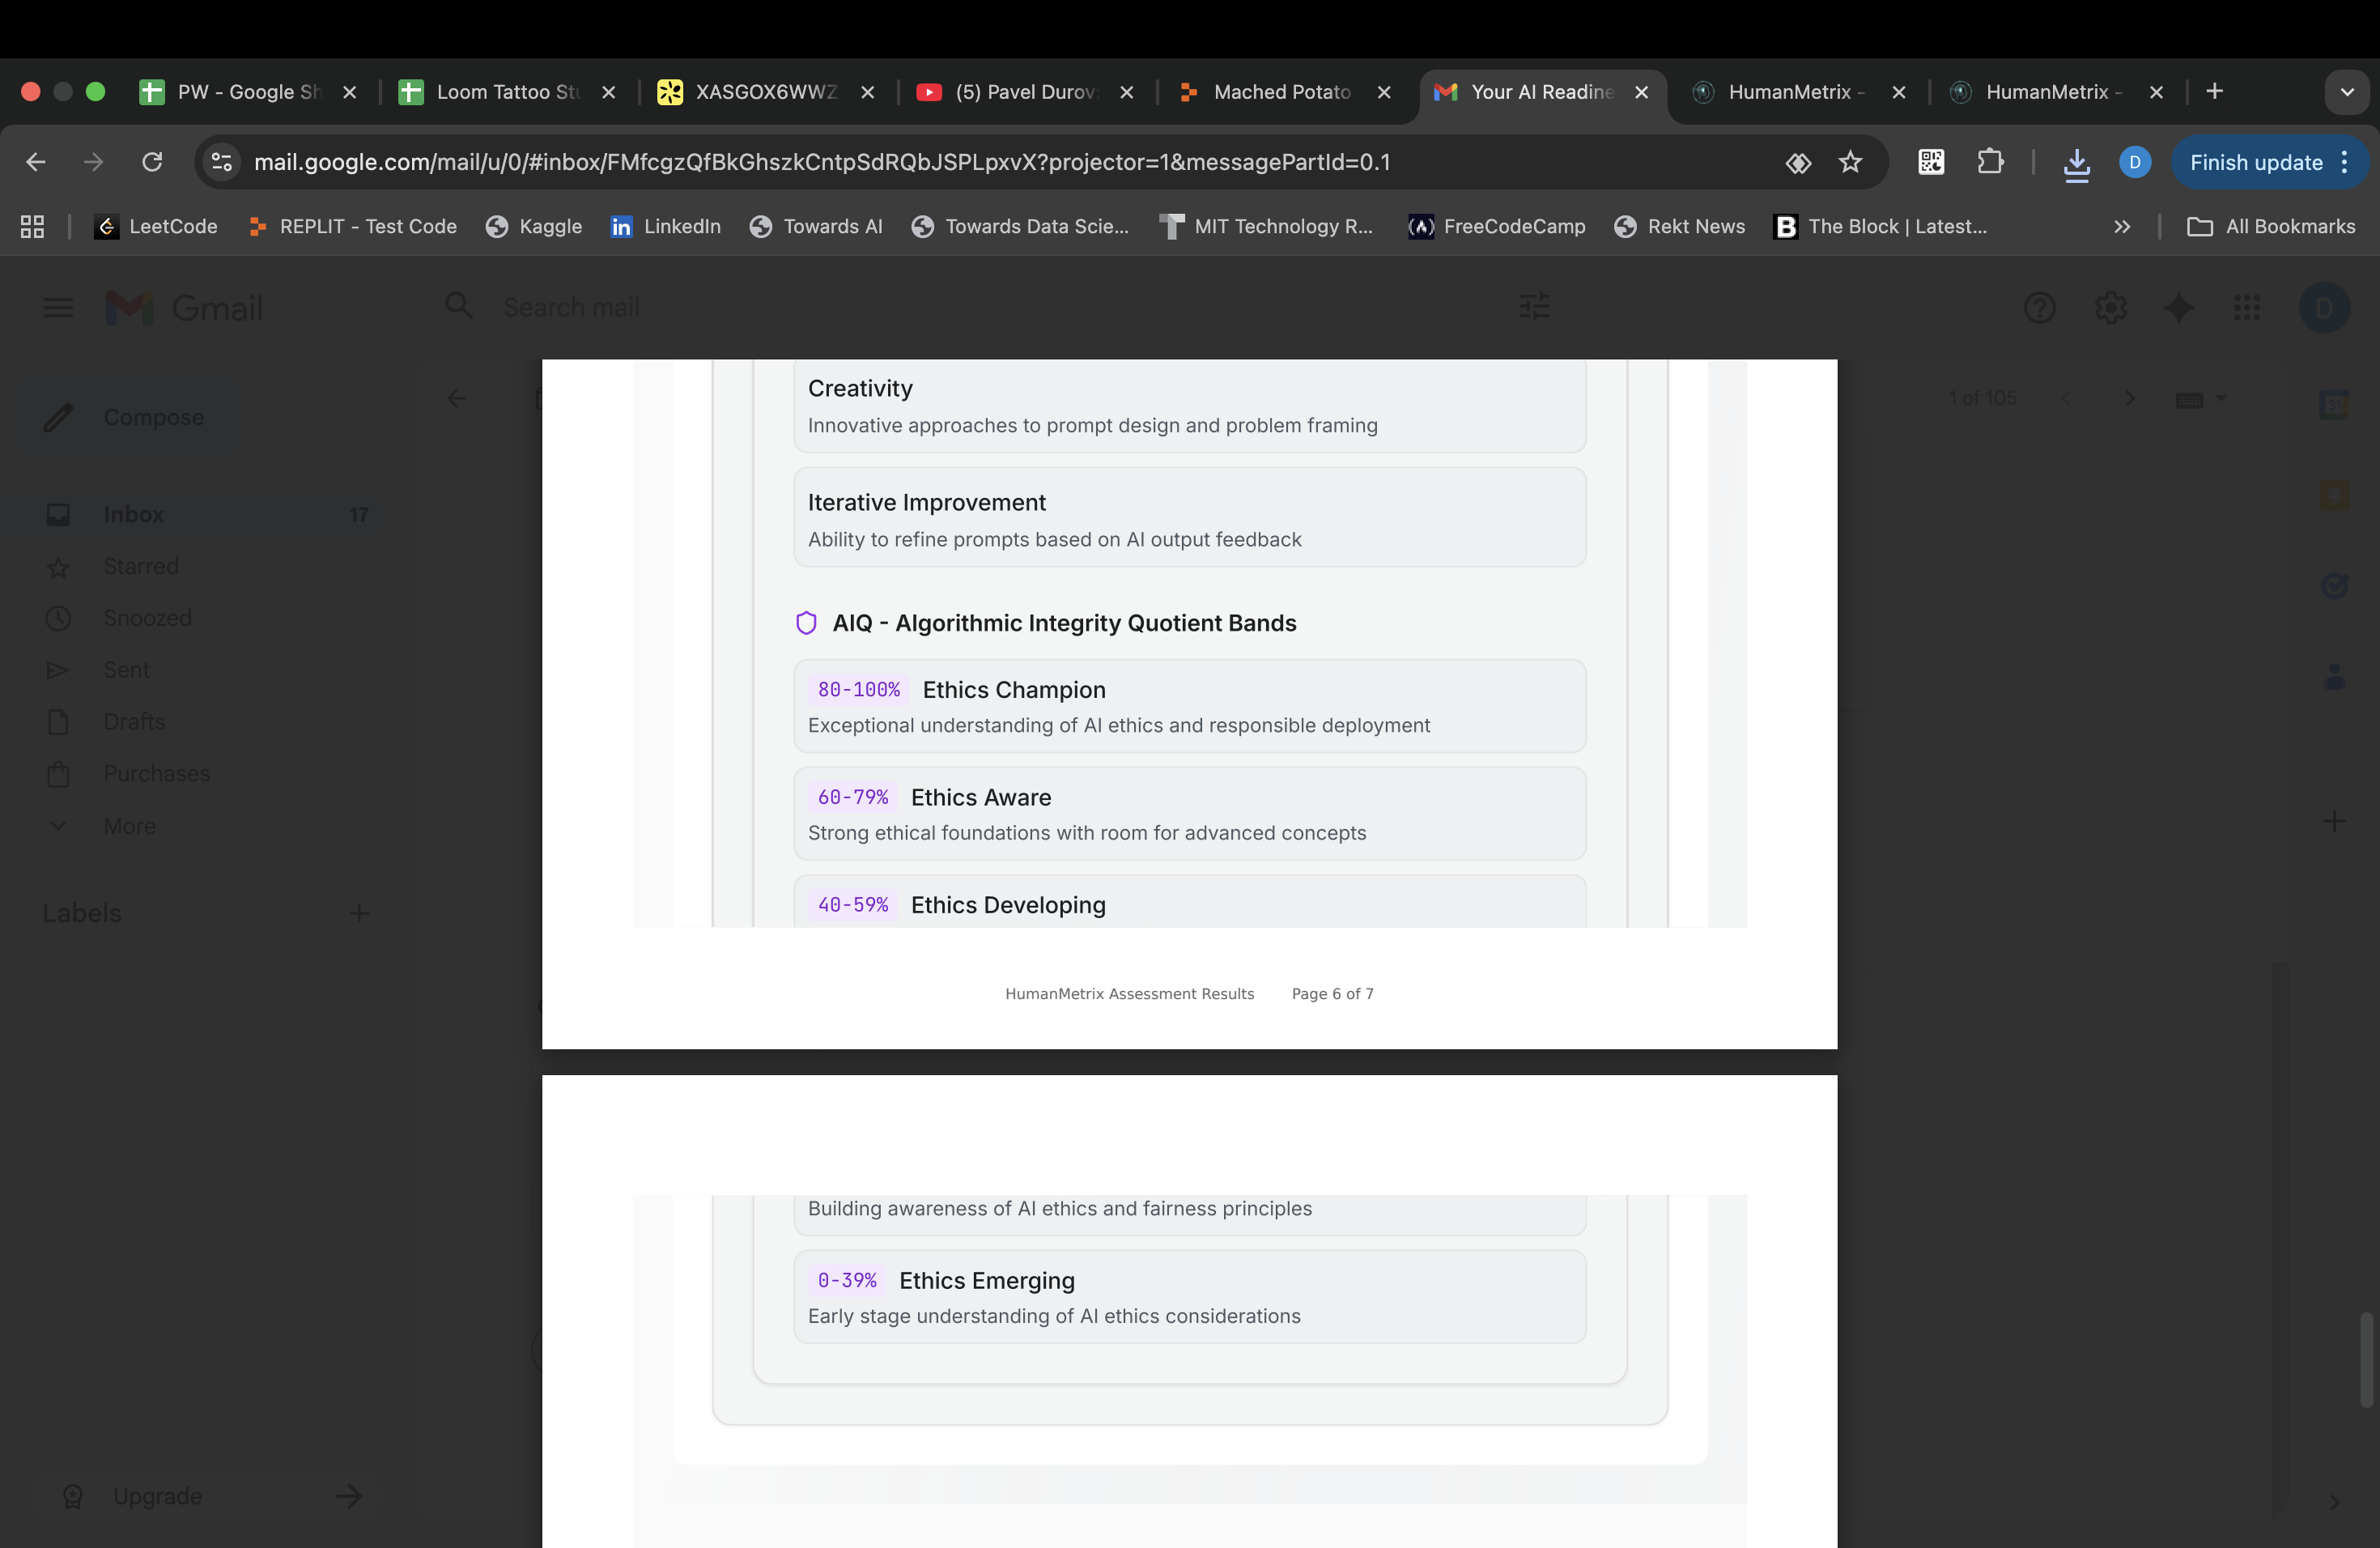 PW - Google Sh
Loom Tattoo Stu
XASGOX6WWZ
(5) Pavel Durov:
Mached Potato
Your AI Readine
HumanMetrix -
HumanMetrix -
mail.google.com/mail/u/0/#inbox/FMfcgzQfBkGhszkCntpSdRQbJSPLpxvX?projector=1&messagePartId=0.1
D
Finish update
LeetCode
REPLIT - Test Code
Kaggle
in
LinkedIn
Towards AI
Towards Data Scie...
MIT Technology R...
FreeCodeCamp
Rekt News
B
The Block | Latest...
All Bookmarks
Gmail
Search mail
D
Compose
1 of 105
31
Inbox
17
Starred
Snoozed
Sent
Drafts
Purchases
More
Labels
Upgrade
Creativity
Innovative approaches to prompt design and problem framing
Iterative Improvement
Ability to refine prompts based on AI output feedback
AIQ - Algorithmic Integrity Quotient Bands
80-100% Ethics Champion
Exceptional understanding of AI ethics and responsible deployment
60-79% Ethics Aware
Strong ethical foundations with room for advanced concepts
40-59% Ethics Developing
HumanMetrix Assessment Results Page 6 of 7
Building awareness of AI ethics and fairness principles
0-39% Ethics Emerging
Early stage understanding of AI ethics considerations